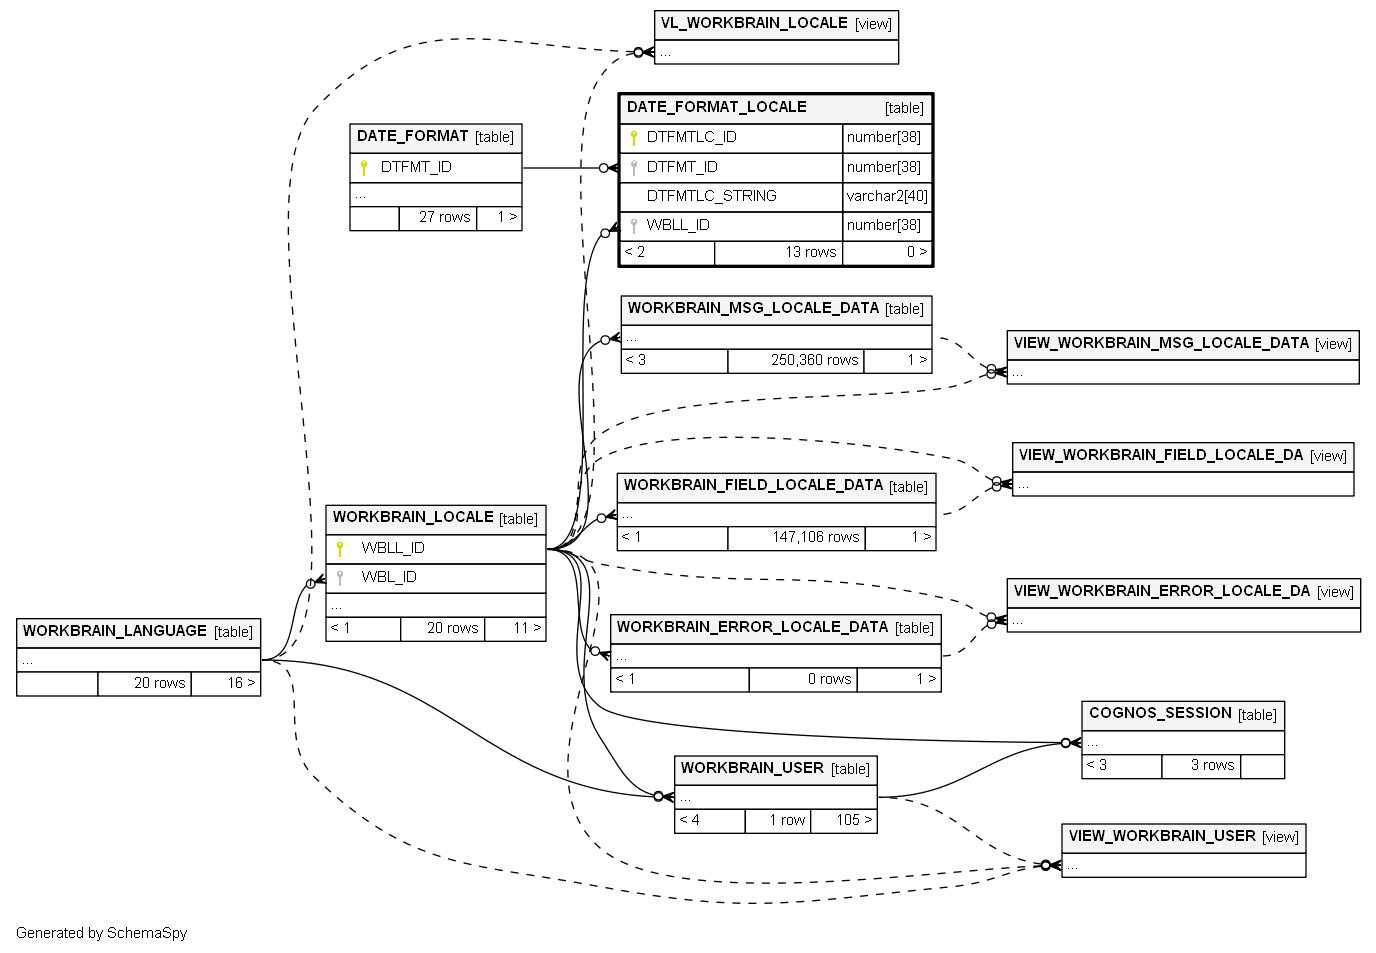 VL_WORKBRAIN_LOCALE [view]
...
DATE_FORMAT_LOCALE [table]
DTFMTLC_ID number[38]
DTFMT_ID number[38]
DTFMTLC_STRING varchar2[40]
WBLL_ID number[38]
< 2 13 rows 0 >
DATE_FORMAT [table]
DTFMT_ID
...
27 rows 1 >
WORKBRAIN_MSG_LOCALE_DATA [table]
...
< 3 250,360 rows 1 >
VIEW_WORKBRAIN_MSG_LOCALE_DATA [view]
...
VIEW_WORKBRAIN_FIELD_LOCALE_DA [view]
...
WORKBRAIN_FIELD_LOCALE_DATA [table]
...
< 1 147,106 rows 1 >
WORKBRAIN_LOCALE [table]
WBLL_ID
WBL_ID
...
< 1 20 rows 11 >
VIEW_WORKBRAIN_ERROR_LOCALE_DA [view]
...
WORKBRAIN_LANGUAGE [table]
...
20 rows 16 >
WORKBRAIN_ERROR_LOCALE_DATA [table]
...
< 1 0 rows 1 >
COGNOS_SESSION [table]
...
< 3 3 rows
WORKBRAIN_USER [table]
...
< 4 1 row 105 >
VIEW_WORKBRAIN_USER [view]
...
Generated by SchemaSpy